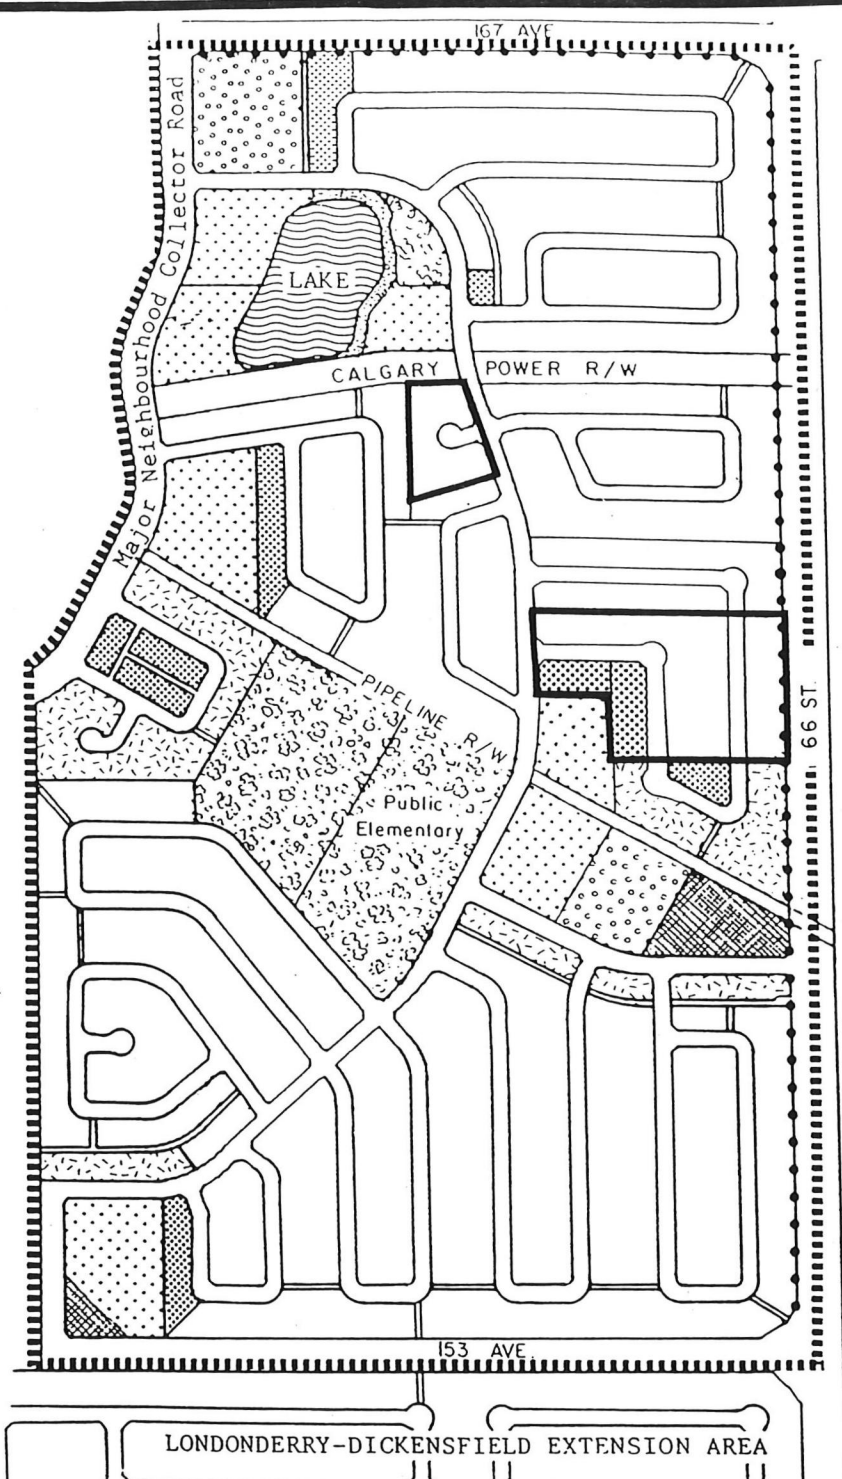 167 AVE
Major Neighbourhood Collector Road
LAKE
CALGARY POWER R/W
PIPELINE R/W
66 ST.
Public
Elementary
153 AVE.
LONDONDERRY-DICKENSFIELD EXTENSION AREA